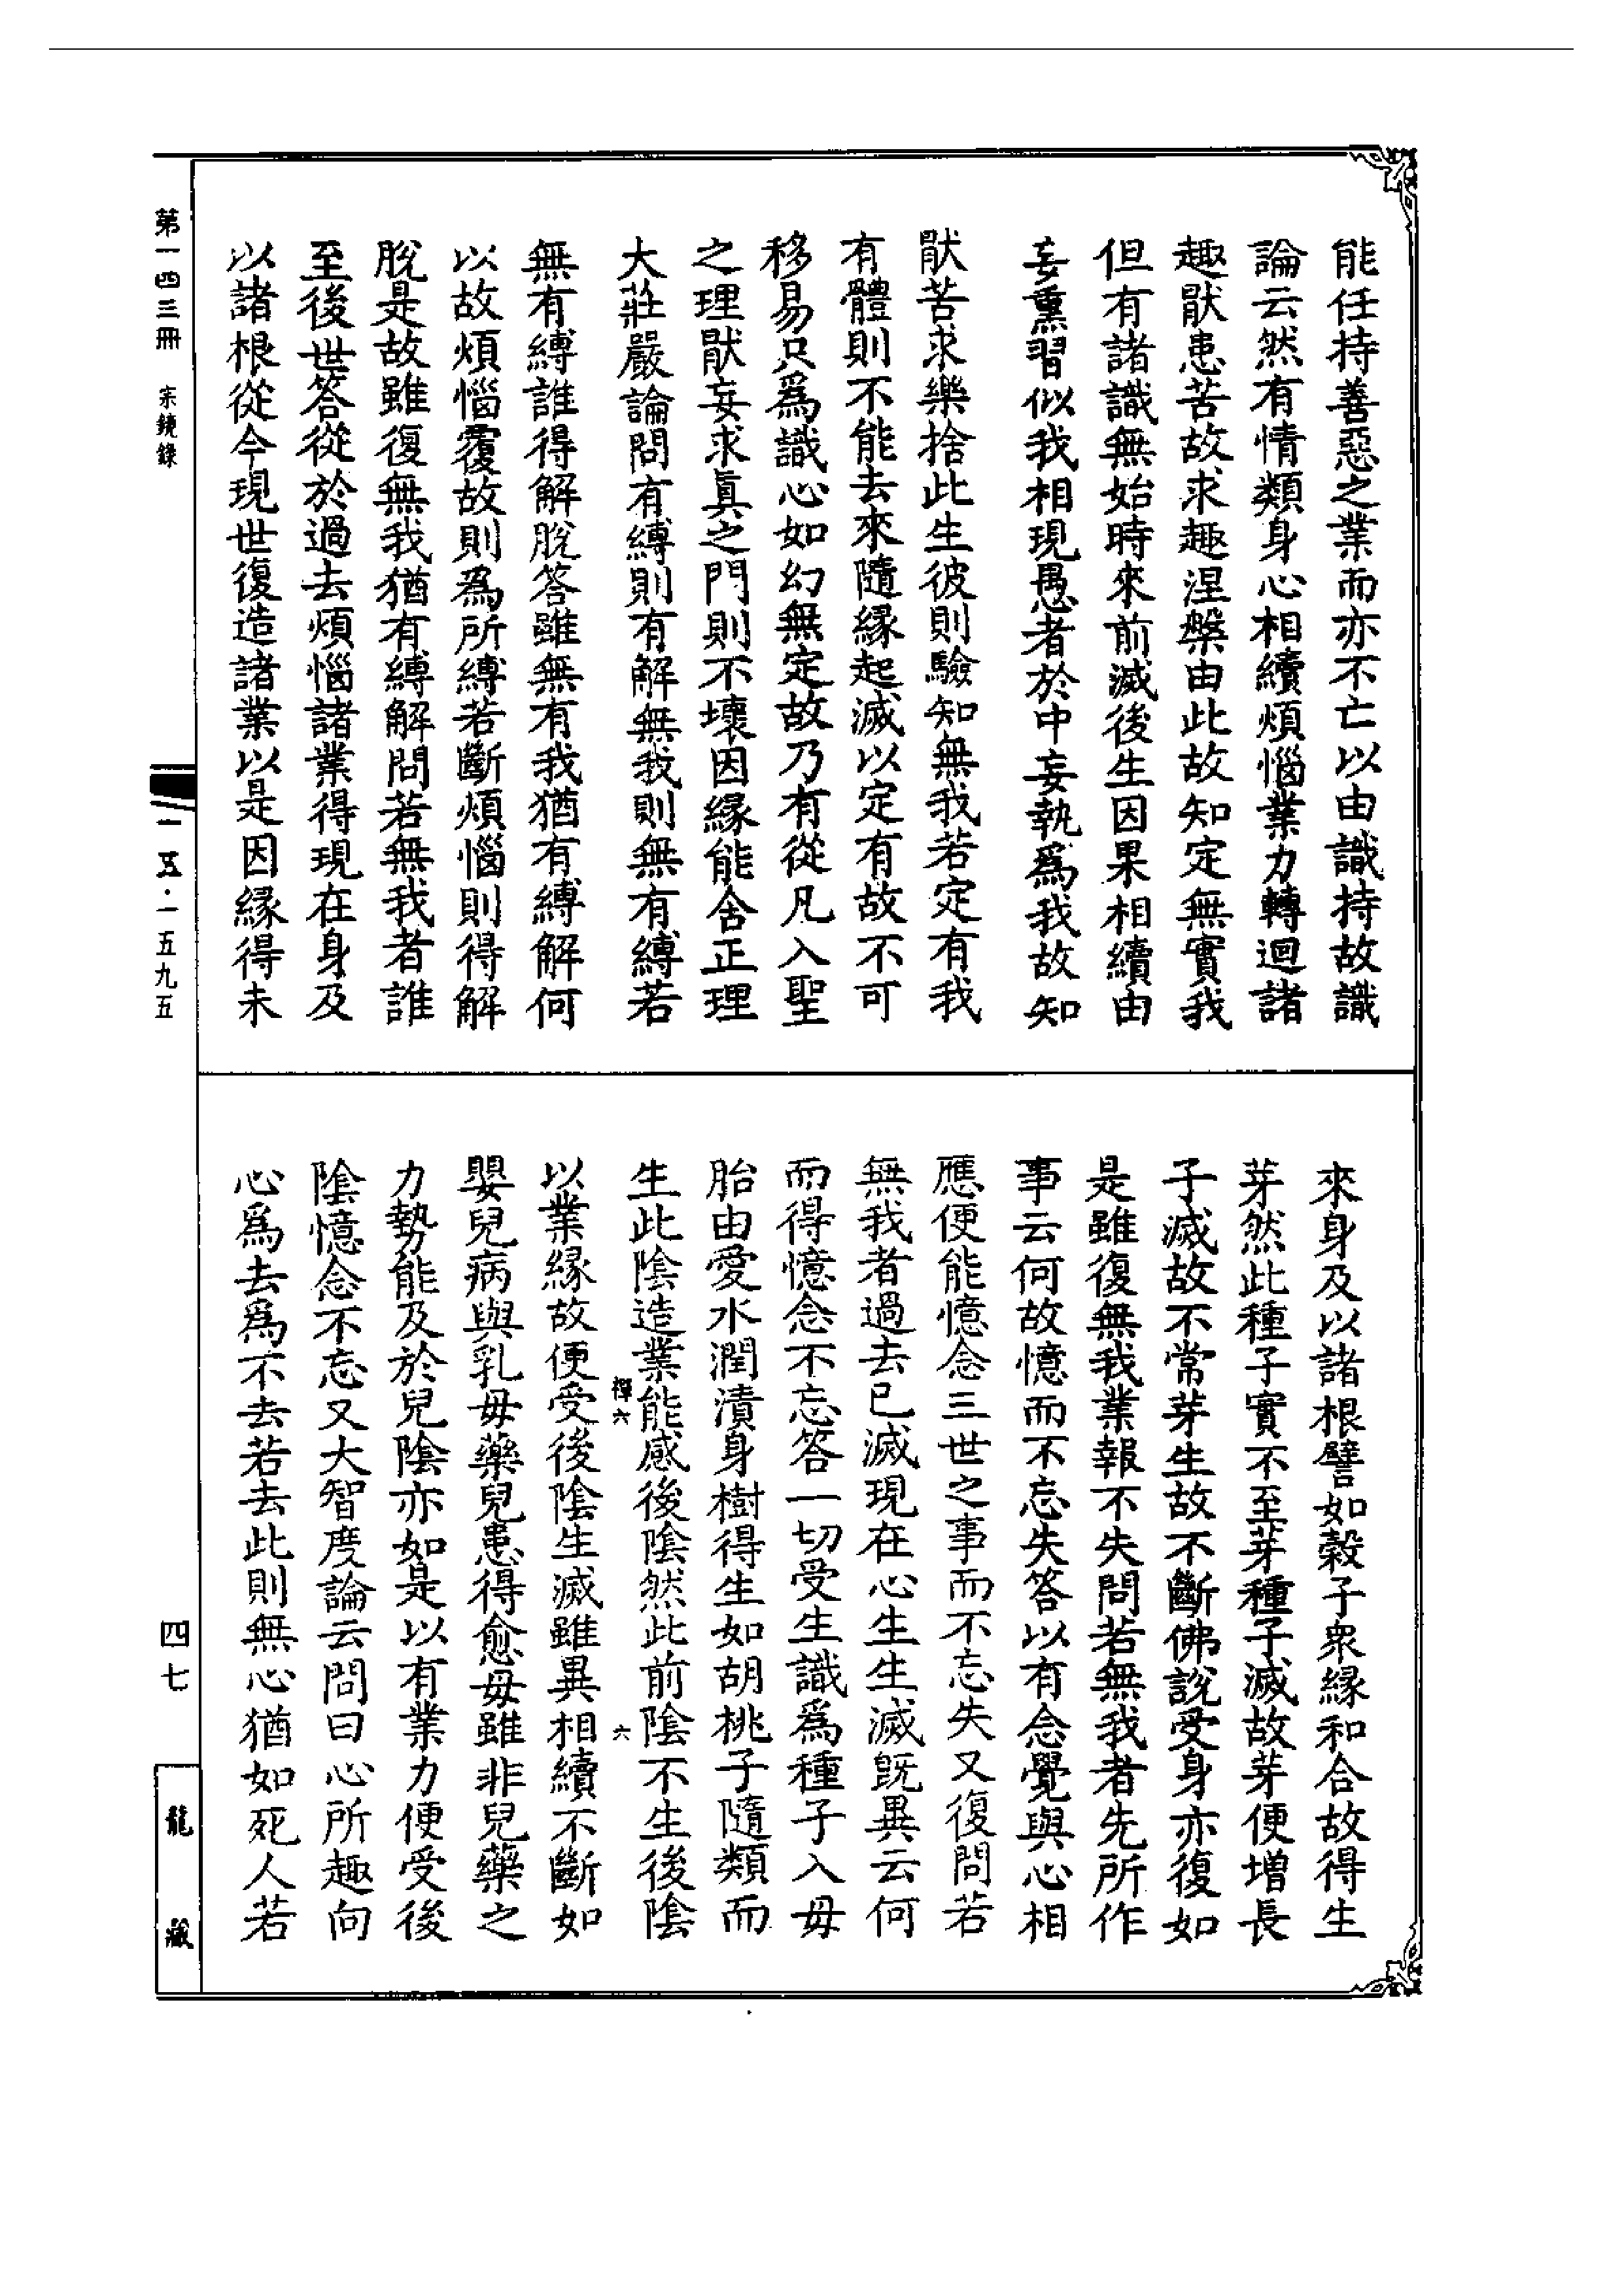 能任持善惡之業而亦不亡以由識持故識
論云然有情類身心相續煩惱業力轉迴諸
趣猒患苦故求趣涅槃由此故知定無實我
但有諸識無始時來前滅後生因果相續由
妄熏習似我相現愚者於中妄執爲我故知
猒苦求樂捨此生彼則驗知無我若定有我
有體則不能去來隨緣起滅以定有故不可
移易只爲識心如幻無定故乃有從凡入聖
之理猒妄求眞之門則不壞因緣能舍正理
大莊嚴論問有縛則有解無我則無有縛若
無有縛誰得解脫答雖無有我猶有縛解何
以故煩惱覆故則爲所縛若斷煩惱則得解
脫是故雖復無我猶有縛解問若無我者誰
至後世答從於過去煩惱諸業得現在身及
以諸根從今現世復造諸業以是因緣得未
來身及以諸根譬如穀子衆緣和合故得生
芽然此種子實不至芽種子滅故芽便增長
子滅故不常芽生故不斷佛說受身亦復如
是雖復無我業報不失問若無我者先所作
事云何故憶而不忘失答以有念覺與心相
應便能憶念三世之事而不忘失又復問若
無我者過去已滅現在心生生滅旣異云何
而得憶念不忘答一切受生識爲種子入毋
胎由愛水潤漬身樹得生如胡桃子隨類而
生此陰造業能感後陰然此前陰不生後陰
禪六
六
以業緣故便受後陰生滅雖異相續不斷如
嬰兒病與乳毋藥兒患得愈毋雖非兒藥之
力勢能及於兒陰亦如是以有業力便受後
陰憶念不忘又大智度論云問曰心所趣向
心爲去爲不去若去此則無心猶如死人若
第一四三冊 宗鏡錄
一五·一五九五
四七
龍藏